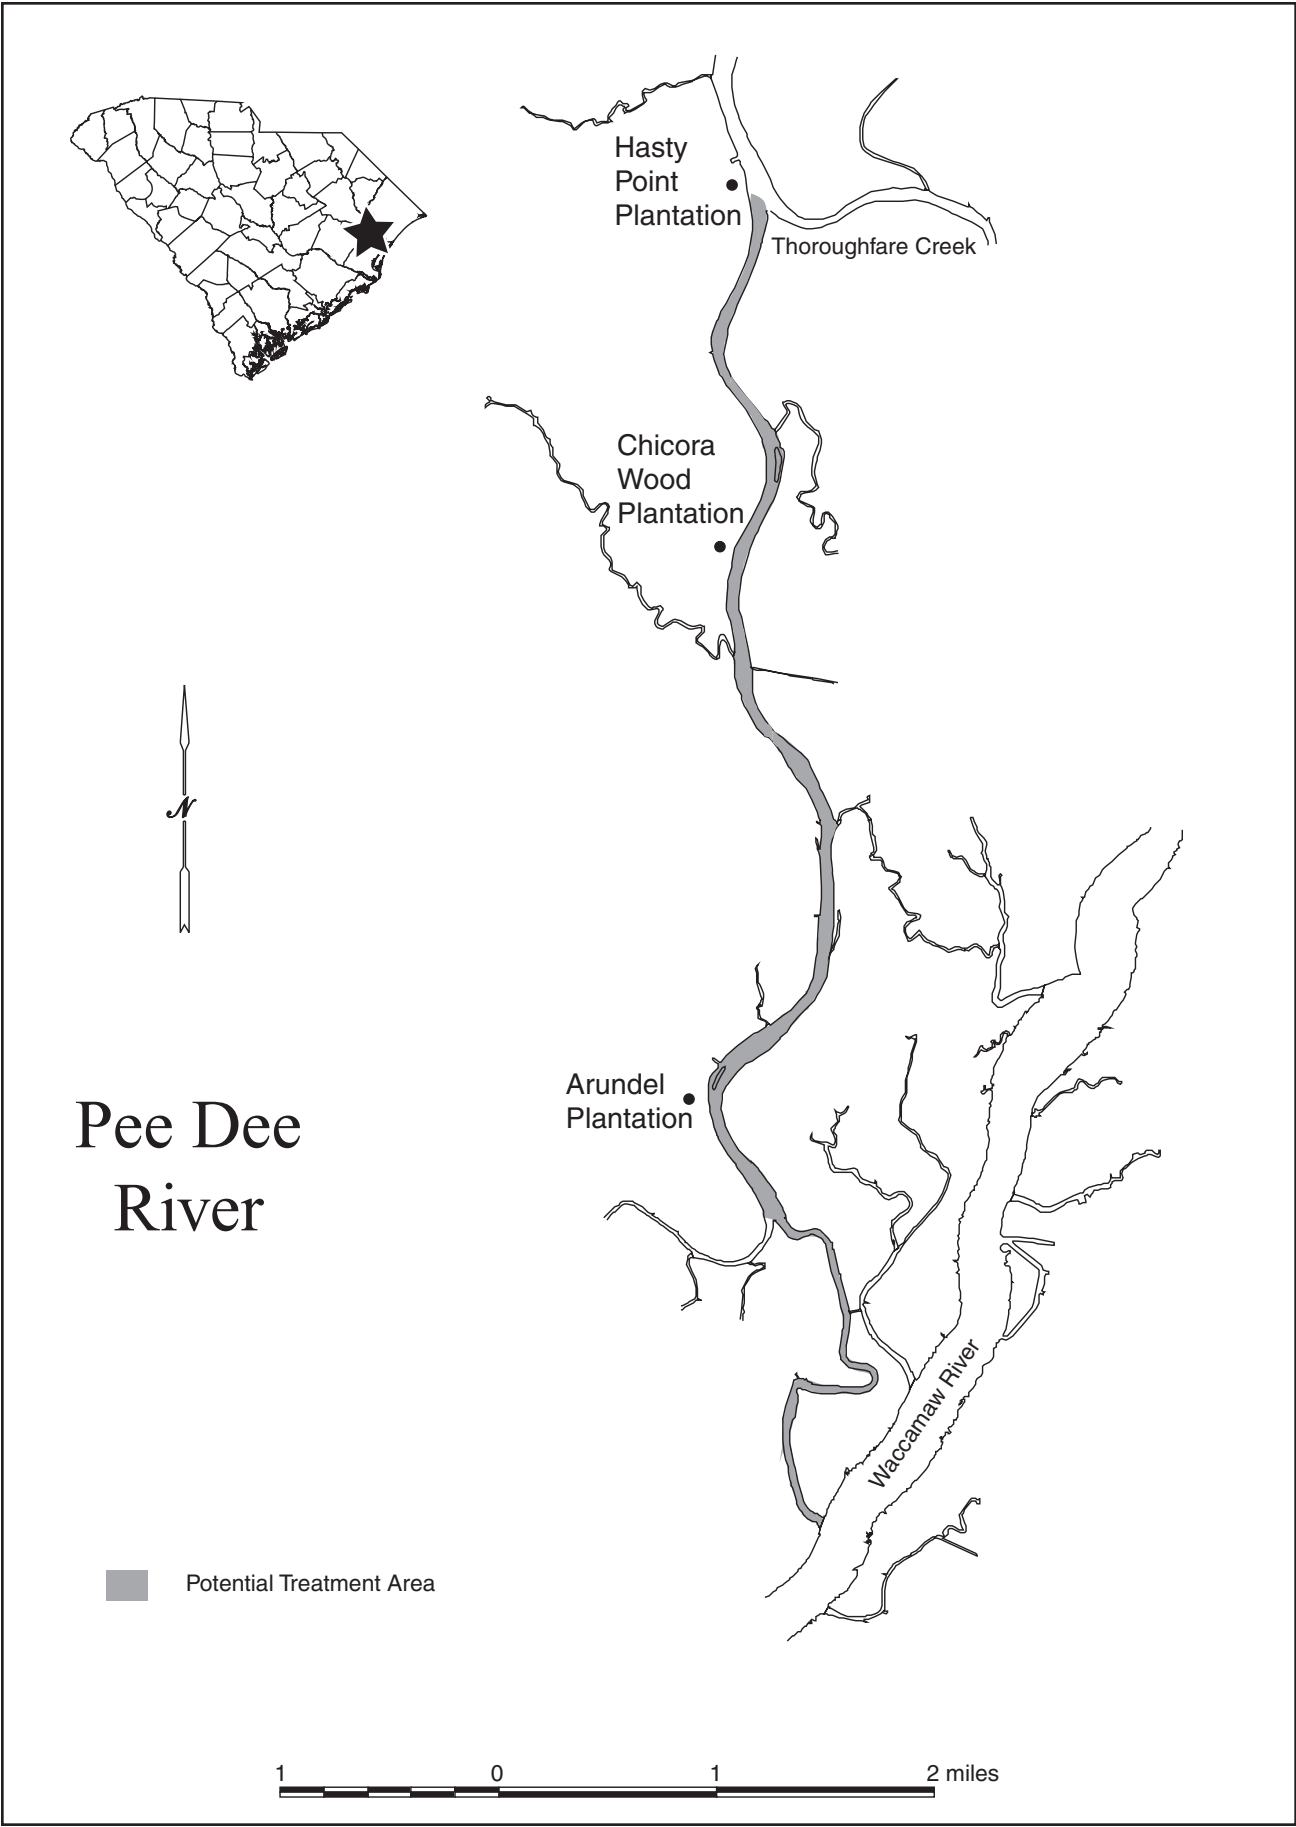 Hasty
Point
Plantation
Thoroughfare Creek
Chicora
Wood
Plantation
N
Arundel
Plantation
Pee Dee
River
Waccamaw River
Potential Treatment Area
1 0 1 2 miles